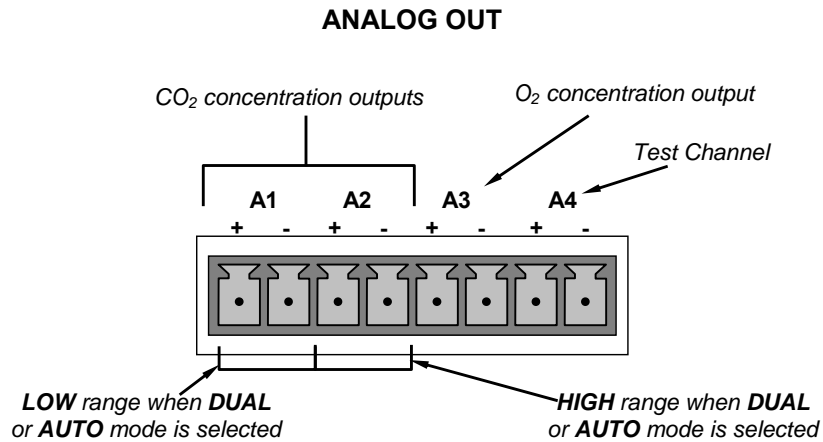 ANALOG OUT
CO₂ concentration outputs
O₂ concentration output
Test Channel
A1 A2 A3 A4
+ - + - + - + -
LOW range when DUAL
or AUTO mode is selected
HIGH range when DUAL
or AUTO mode is selected